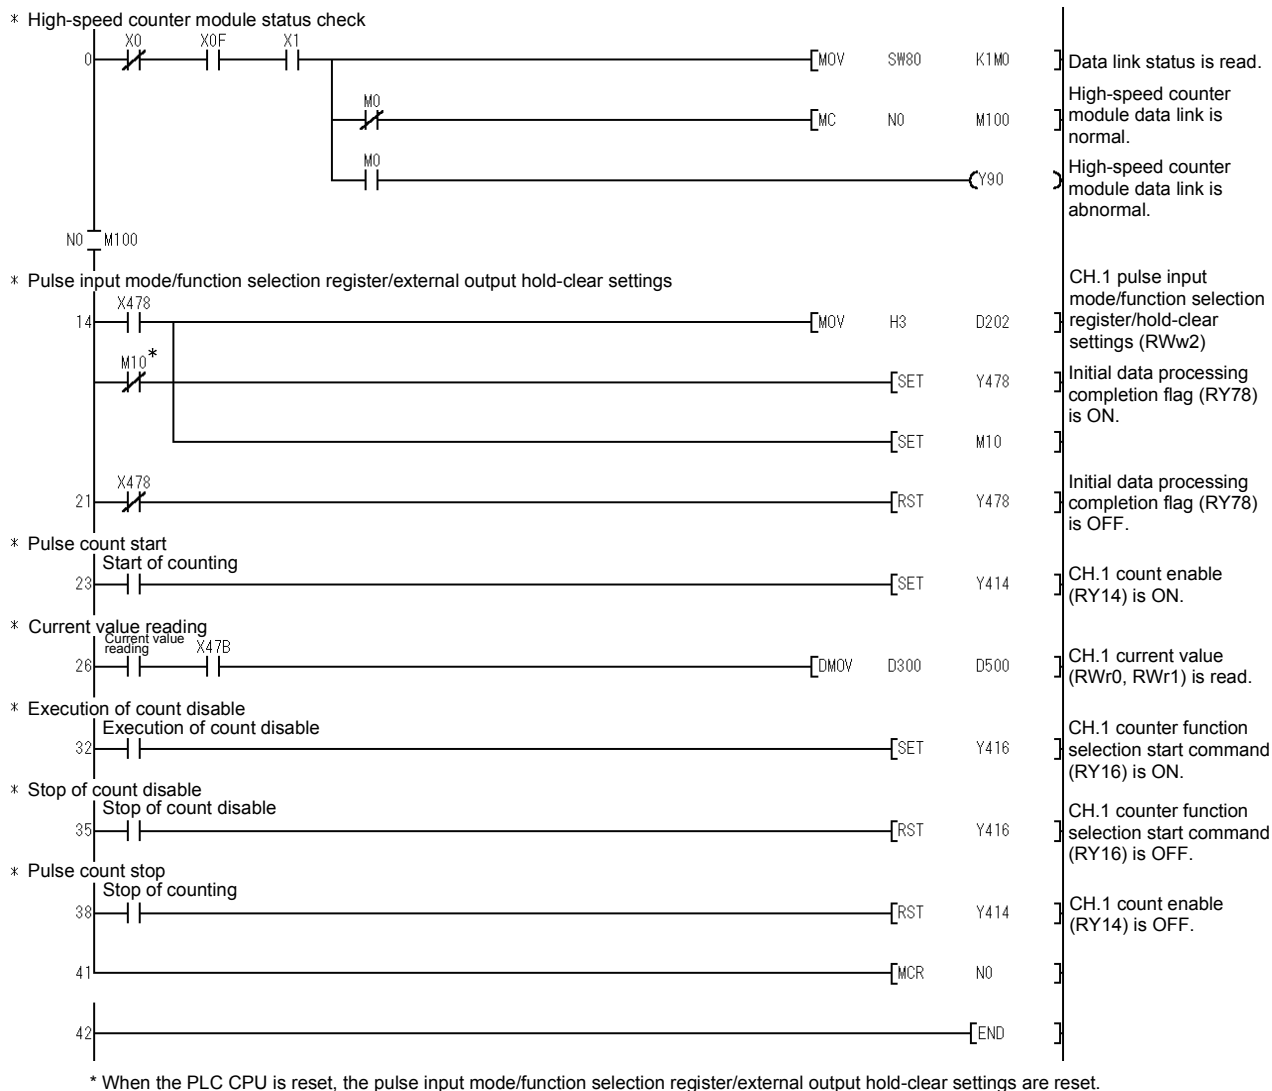 * High-speed counter module status check
X0 X0F X1
0 MOV SW80 K1M0 Data link status is read.
M0
MC N0 M100 High-speed counter
module data link is
normal.
M0
Y90 High-speed counter
module data link is
abnormal.
N0 M100
* Pulse input mode/function selection register/external output hold-clear settings
X478
14 MOV H3 D202 CH.1 pulse input
mode/function selection
register/hold-clear
settings (RWw2)
M10*
SET Y478 Initial data processing
completion flag (RY78)
is ON.
SET M10
X478
21 RST Y478 Initial data processing
completion flag (RY78)
is OFF.
* Pulse count start
Start of counting
23 SET Y414 CH.1 count enable
(RY14) is ON.
* Current value reading
Current value
reading X47B
26 DMOV D300 D500 CH.1 current value
(RWr0, RWr1) is read.
* Execution of count disable
Execution of count disable
32 SET Y416 CH.1 counter function
selection start command
(RY16) is ON.
* Stop of count disable
Stop of count disable
35 RST Y416 CH.1 counter function
selection start command
(RY16) is OFF.
* Pulse count stop
Stop of counting
38 RST Y414 CH.1 count enable
(RY14) is OFF.
41 MCR N0
42 END
* When the PLC CPU is reset, the pulse input mode/function selection register/external output hold-clear settings are reset.